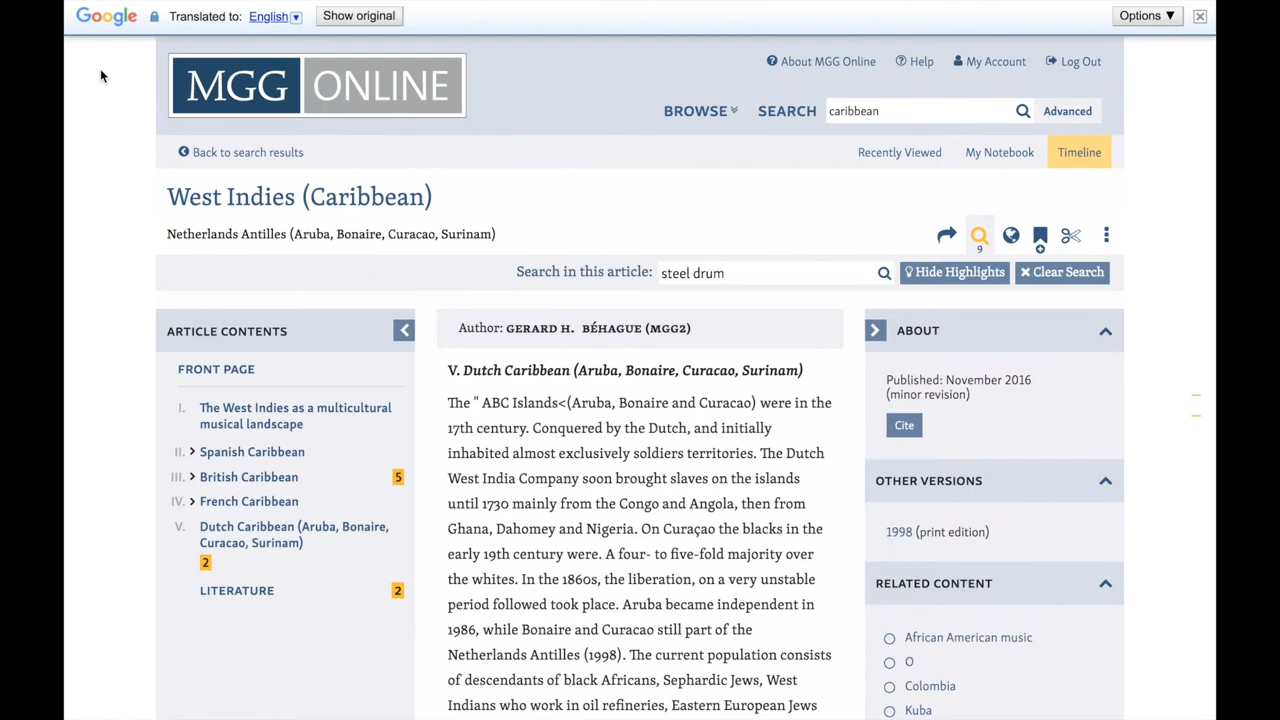 Google Translated to: English Show original Options ▼
MGG ONLINE
About MGG Online Help My Account Log Out
BROWSE SEARCH caribbean Advanced
Back to search results Recently Viewed My Notebook Timeline
West Indies (Caribbean)
Netherlands Antilles (Aruba, Bonaire, Curacao, Surinam)
9
Search in this article: steel drum Hide Highlights Clear Search
ARTICLE CONTENTS
FRONT PAGE
I. The West Indies as a multicultural
musical landscape
II. Spanish Caribbean
III. British Caribbean 5
IV. French Caribbean
V. Dutch Caribbean (Aruba, Bonaire,
Curacao, Surinam)
2
LITERATURE 2
Author: GERARD H. BÉHAGUE (MGG2)
V. Dutch Caribbean (Aruba, Bonaire, Curacao, Surinam)
The " ABC Islands<(Aruba, Bonaire and Curacao) were in the
17th century. Conquered by the Dutch, and initially
inhabited almost exclusively soldiers territories. The Dutch
West India Company soon brought slaves on the islands
until 1730 mainly from the Congo and Angola, then from
Ghana, Dahomey and Nigeria. On Curaçao the blacks in the
early 19th century were. A four- to five-fold majority over
the whites. In the 1860s, the liberation, on a very unstable
period followed took place. Aruba became independent in
1986, while Bonaire and Curacao still part of the
Netherlands Antilles (1998). The current population consists
of descendants of black Africans, Sephardic Jews, West
Indians who work in oil refineries, Eastern European Jews
ABOUT
Published: November 2016
(minor revision)
Cite
OTHER VERSIONS
1998 (print edition)
RELATED CONTENT
African American music
O
Colombia
Kuba